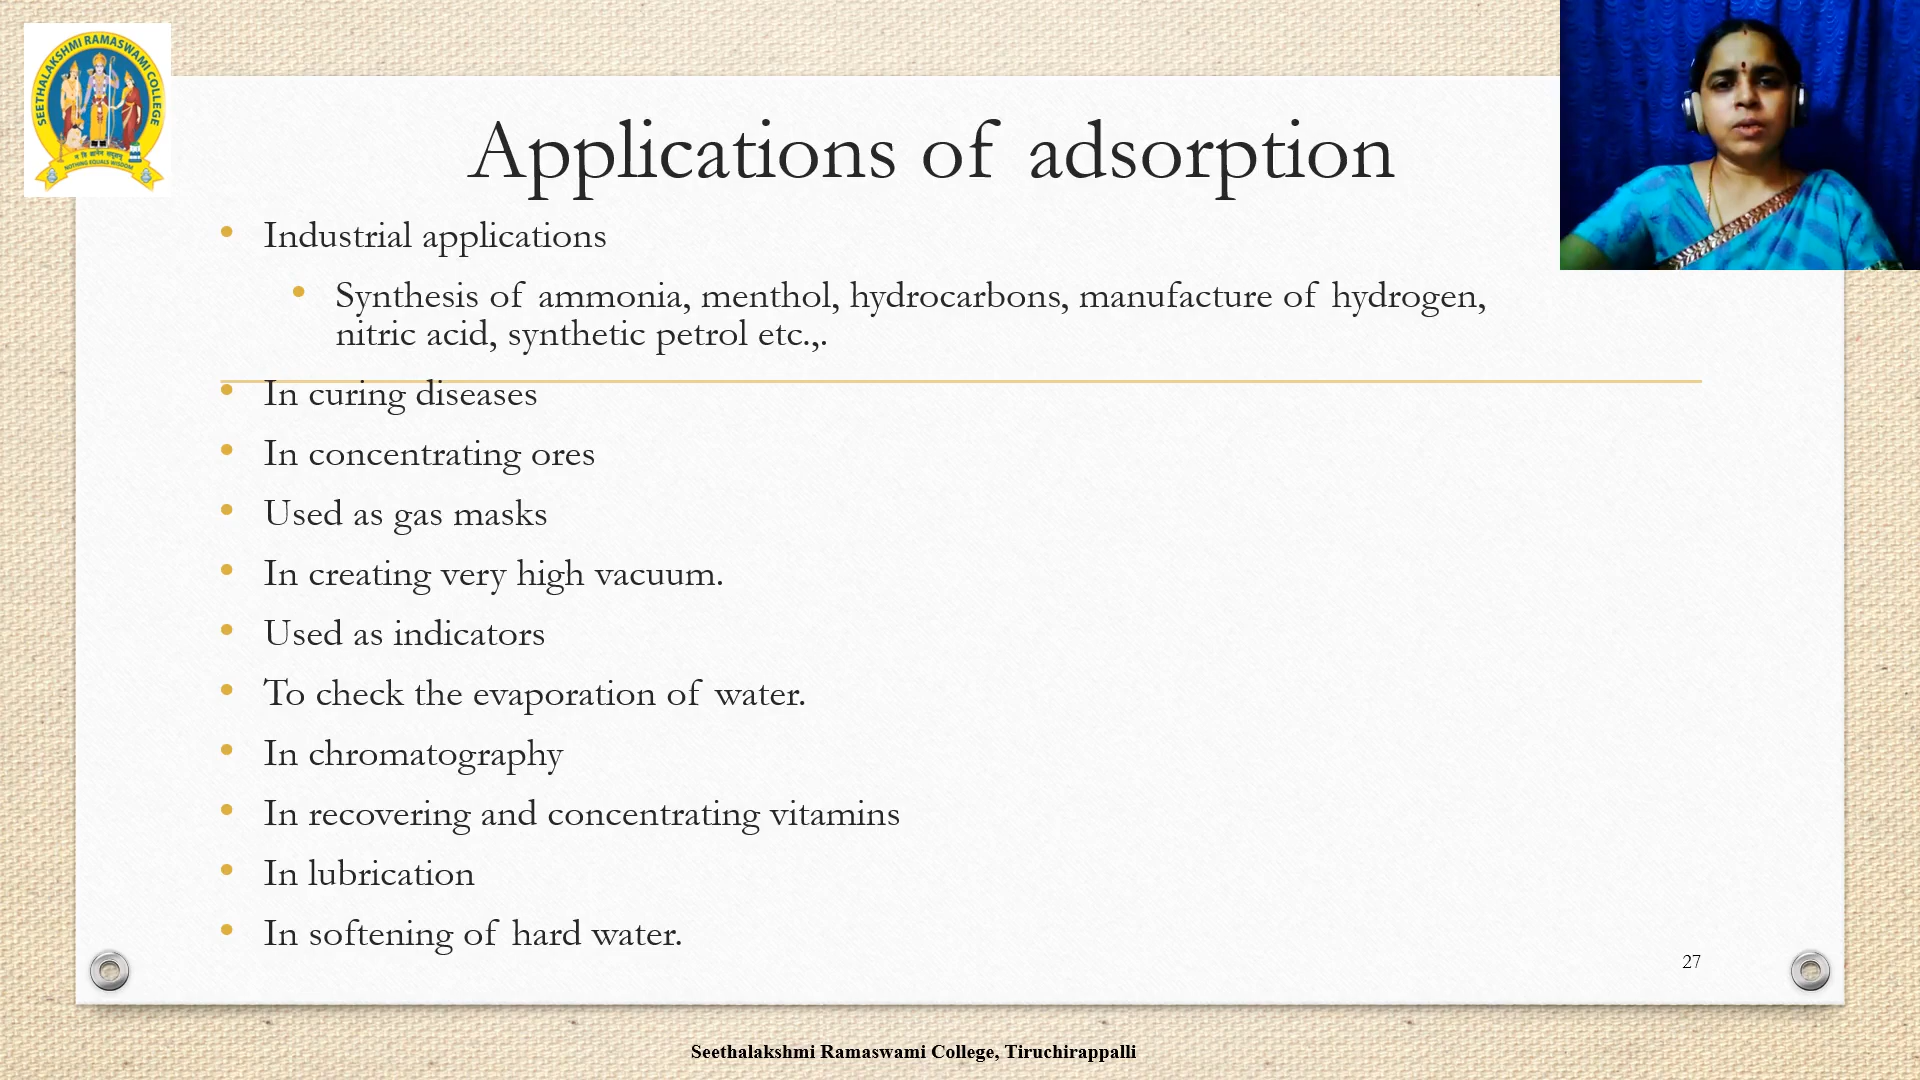 SEETHALAKSHMI RAMASWAMI COLLEGE
NOTHING EQUALS WISDOM
Applications of adsorption
• Industrial applications
• Synthesis of ammonia, menthol, hydrocarbons, manufacture of hydrogen,
nitric acid, synthetic petrol etc.,.
• In curing diseases
• In concentrating ores
• Used as gas masks
• In creating very high vacuum.
• Used as indicators
• To check the evaporation of water.
• In chromatography
• In recovering and concentrating vitamins
• In lubrication
• In softening of hard water.
27
Seethalakshmi Ramaswami College, Tiruchirappalli